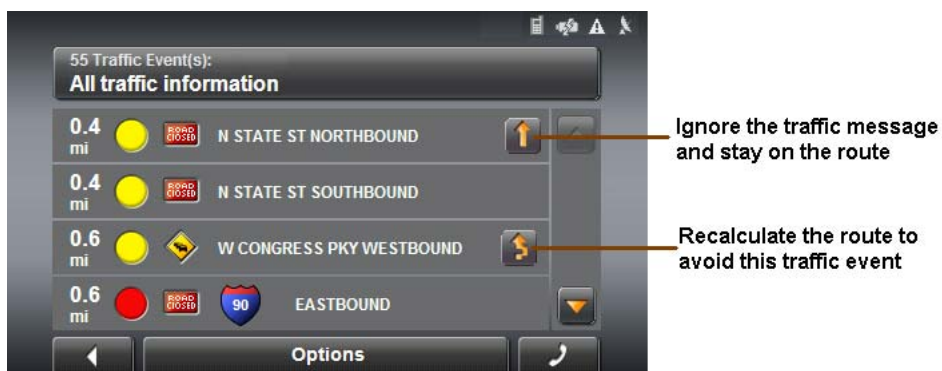 55 Traffic Event(s):
All traffic information
0.4
mi
ROAD
CLOSED
N STATE ST NORTHBOUND
Ignore the traffic message
and stay on the route
0.4
mi
ROAD
CLOSED
N STATE ST SOUTHBOUND
0.6
mi
W CONGRESS PKY WESTBOUND
Recalculate the route to
avoid this traffic event
0.6
mi
ROAD
CLOSED
90
EASTBOUND
Options